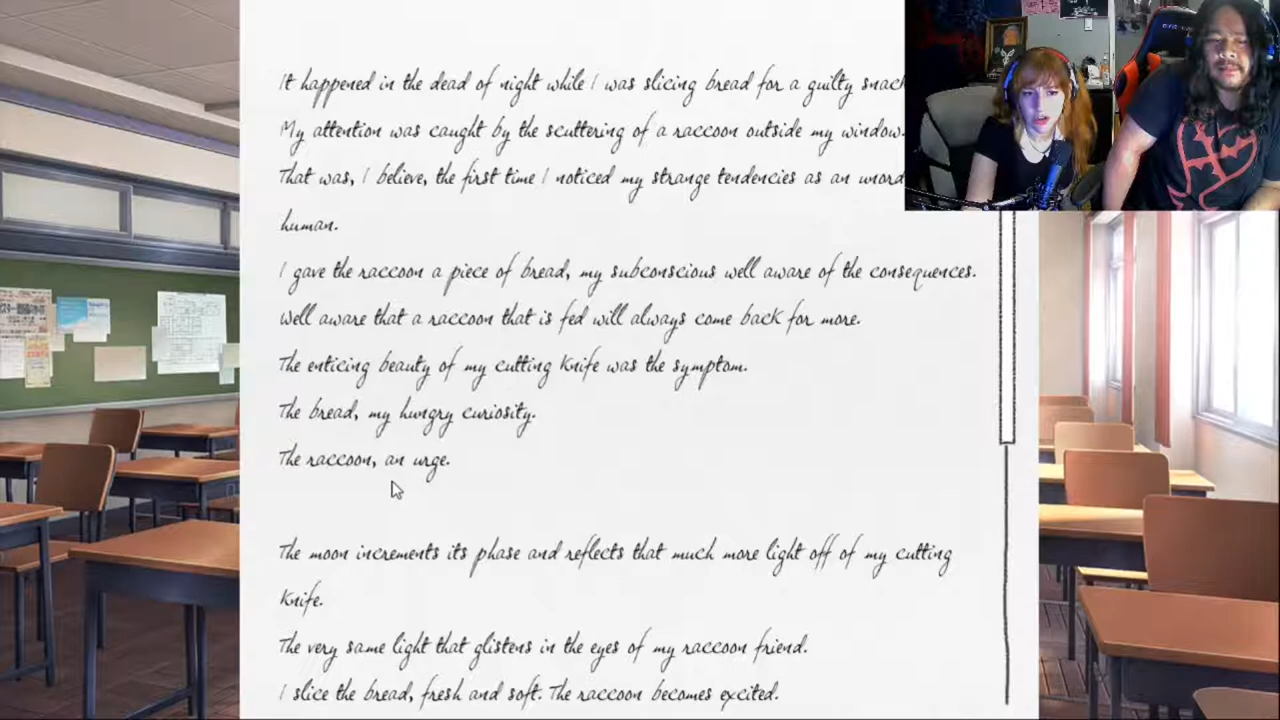 It happened in the dead of night while I was slicing bread for a guilty
My attention was caught by the scuttering of a raccoon outside my window.
That was, I believe, the first time I noticed my strange tendencies as an
human.
I gave the raccoon a piece of bread, my subconscious well aware of the consequences.
Well aware that a raccoon that is fed will always come back for more.
The enticing beauty of my cutting knife was the symptom.
The bread, my hungry curiosity.
The raccoon, an urge.
The moon increments its phase and reflects that much more light off of my cutting
knife.
The very same light that glistens in the eyes of my raccoon friend.
I slice the bread, fresh and soft. The raccoon becomes excited.